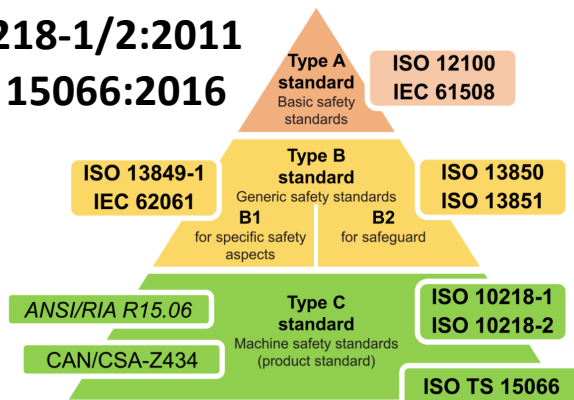 218-1/2:2011
15066:2016
Type A
standard
Basic safety
standards
ISO 12100
IEC 61508
ISO 13849-1
IEC 62061
Type B
standard
Generic safety standards
B1
for specific safety
aspects
B2
for safeguard
ISO 13850
ISO 13851
ANSI/RIA R15.06
CAN/CSA-Z434
Type C
standard
Machine safety standards
(product standard)
ISO 10218-1
ISO 10218-2
ISO TS 15066